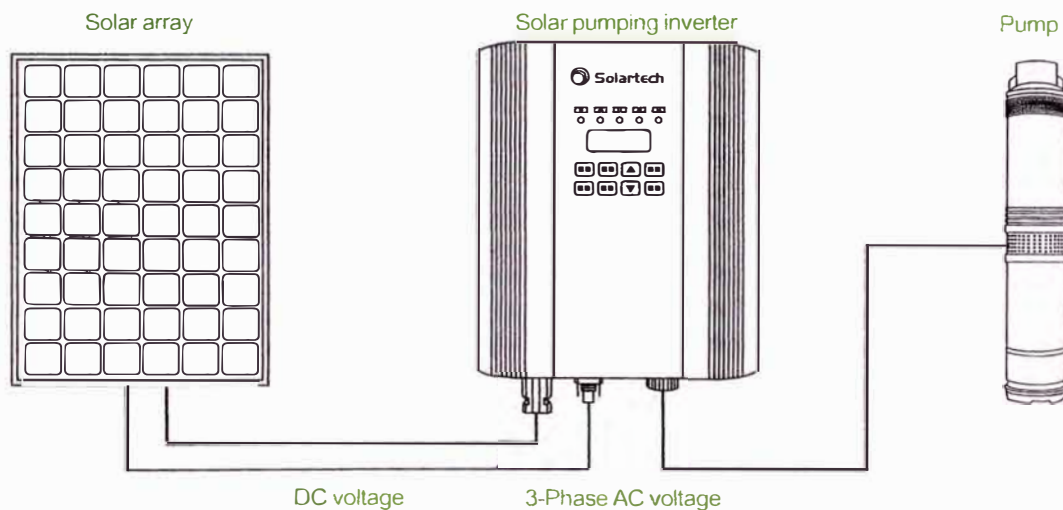 Solar array
Solar pumping inverter
Pump
Solartech
DC voltage
3-Phase AC voltage